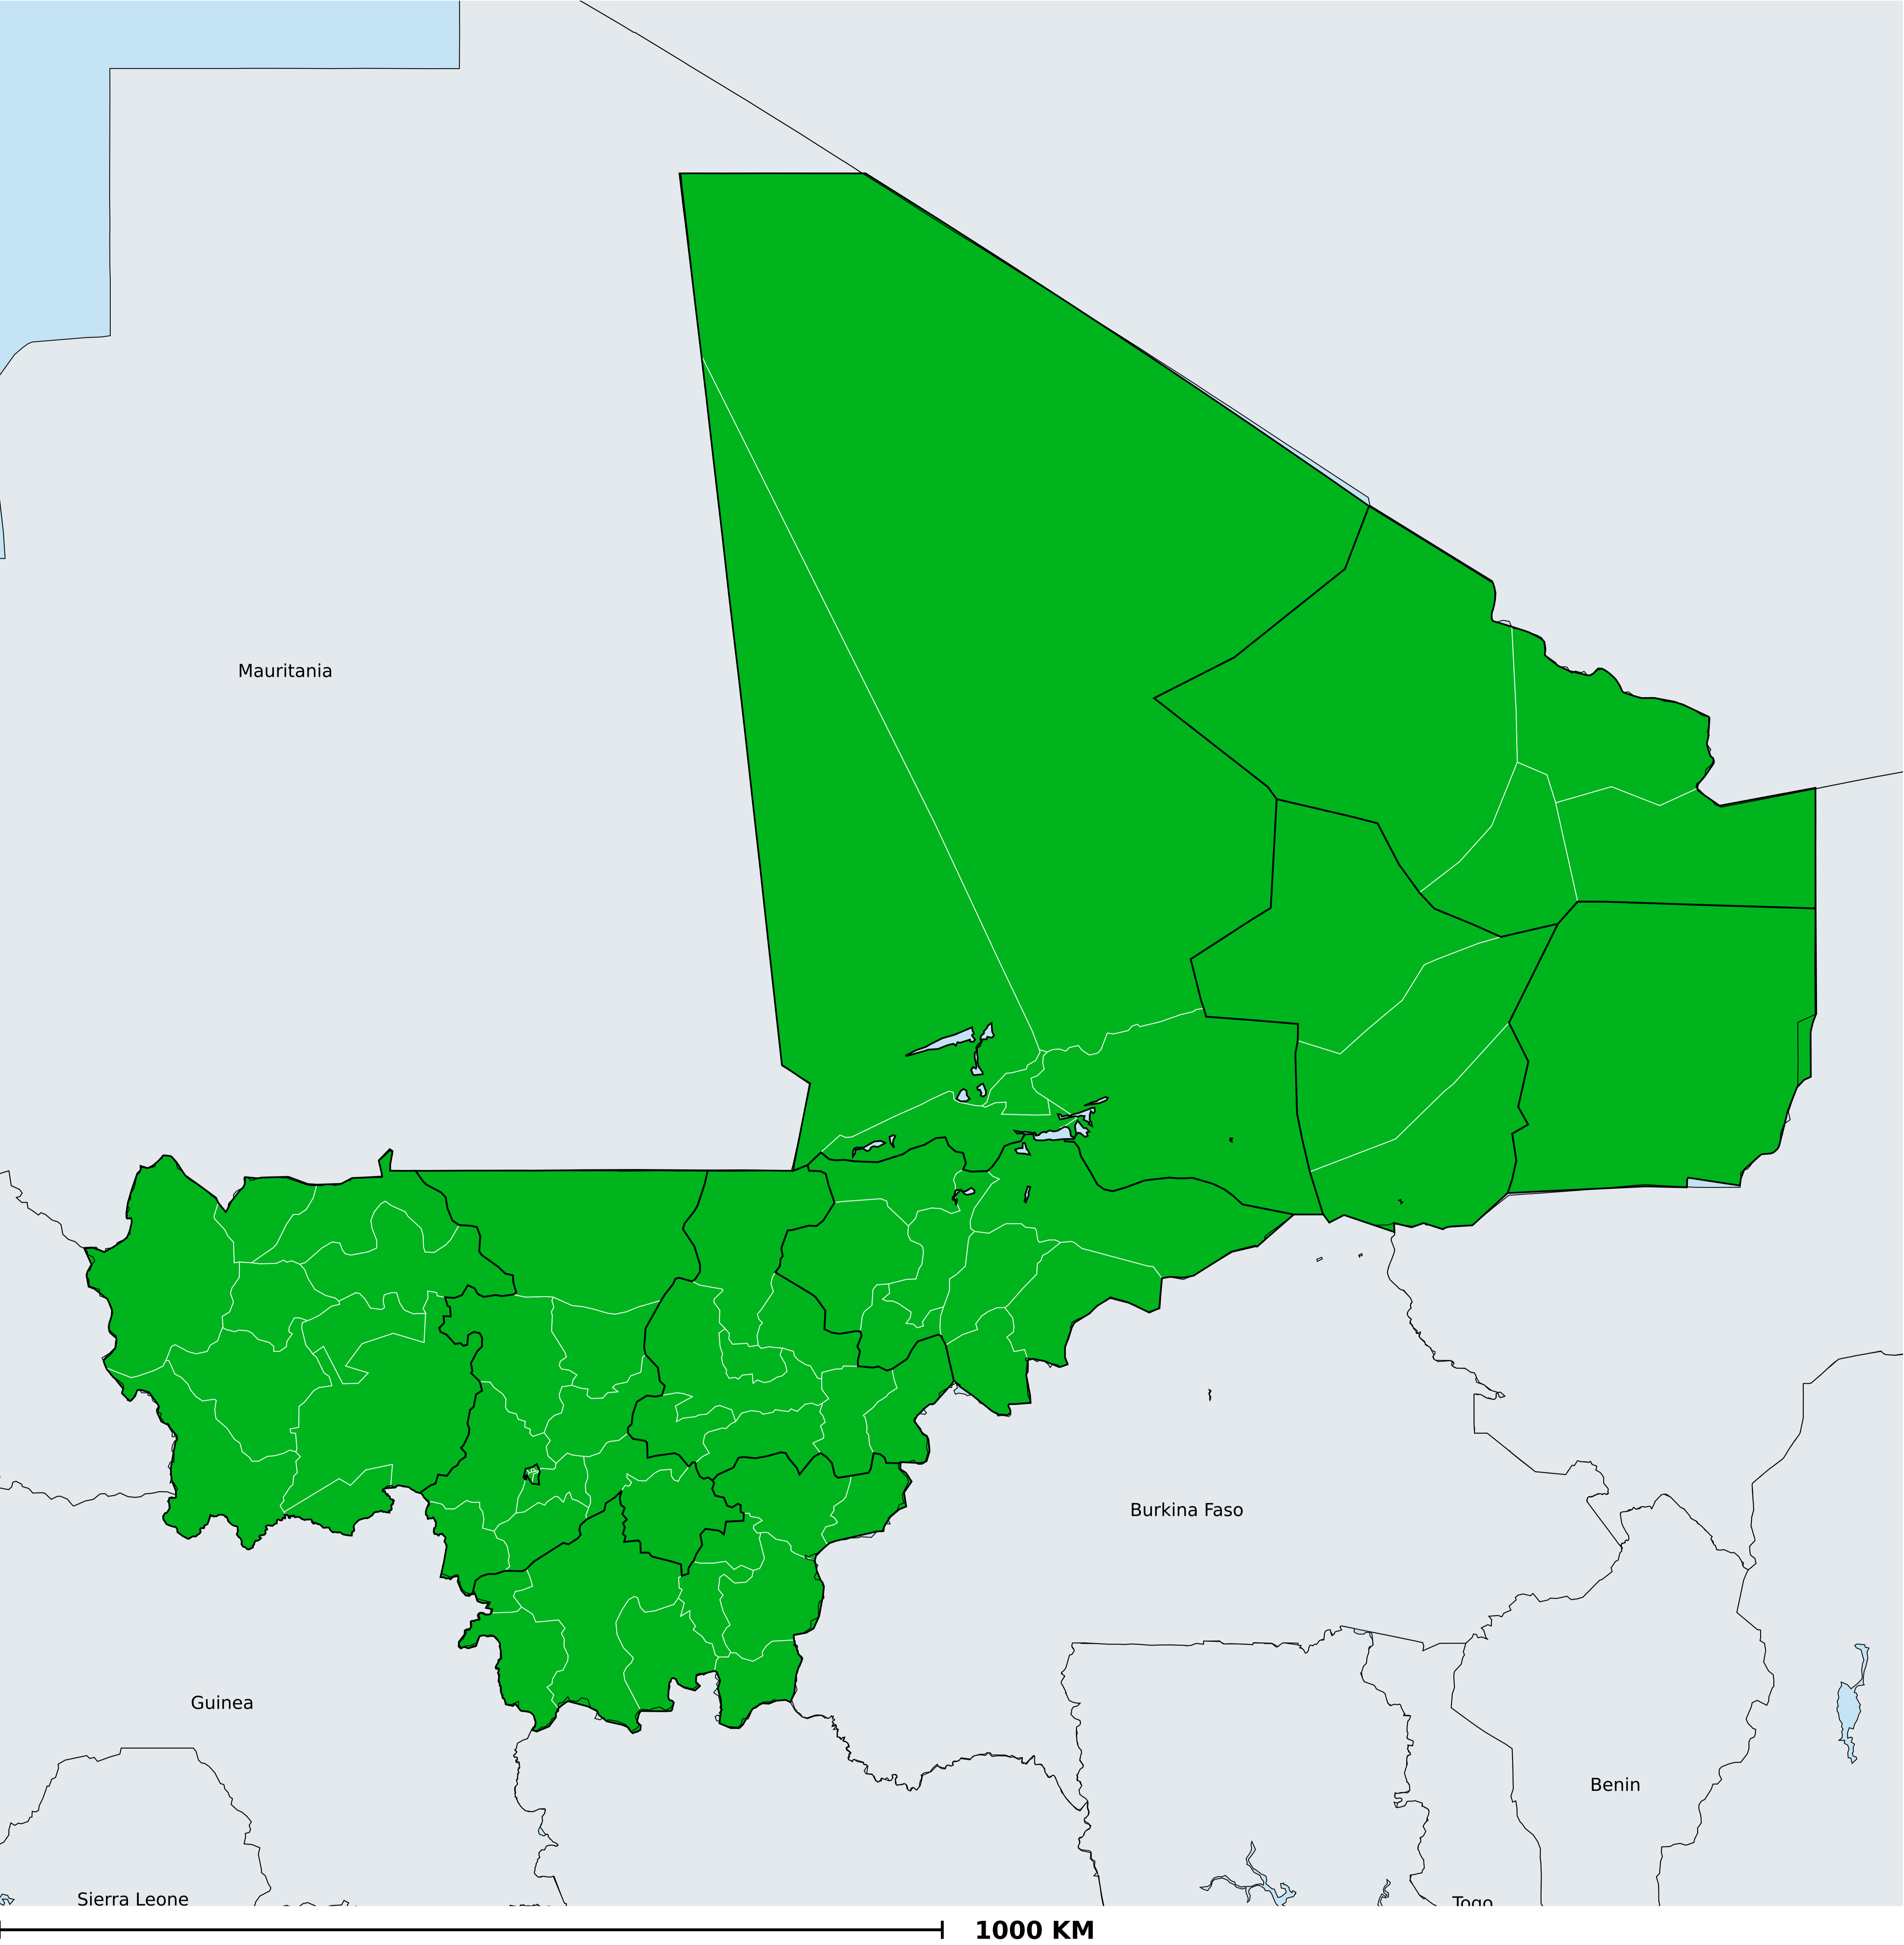 Mauritania
Burkina Faso
Guinea
Benin
Sierra Leone
Togo
1000 KM